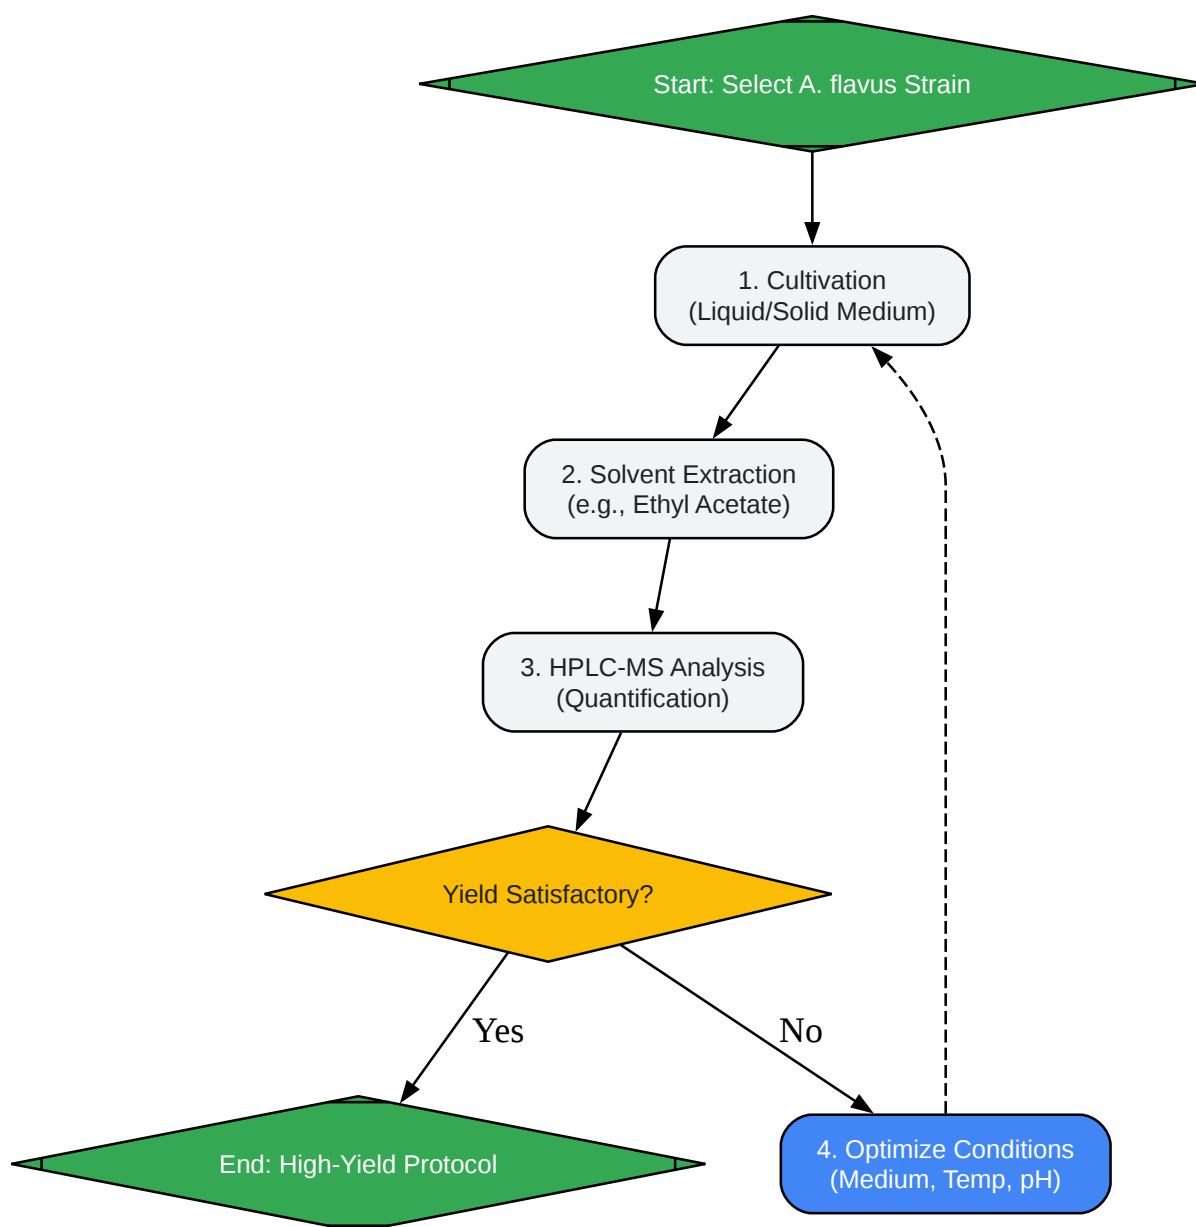 Start: Select A. flavus Strain
1. Cultivation
(Liquid/Solid Medium)
2. Solvent Extraction
(e.g., Ethyl Acetate)
3. HPLC-MS Analysis
(Quantification)
Yield Satisfactory?
Yes
No
End: High-Yield Protocol
4. Optimize Conditions
(Medium, Temp, pH)